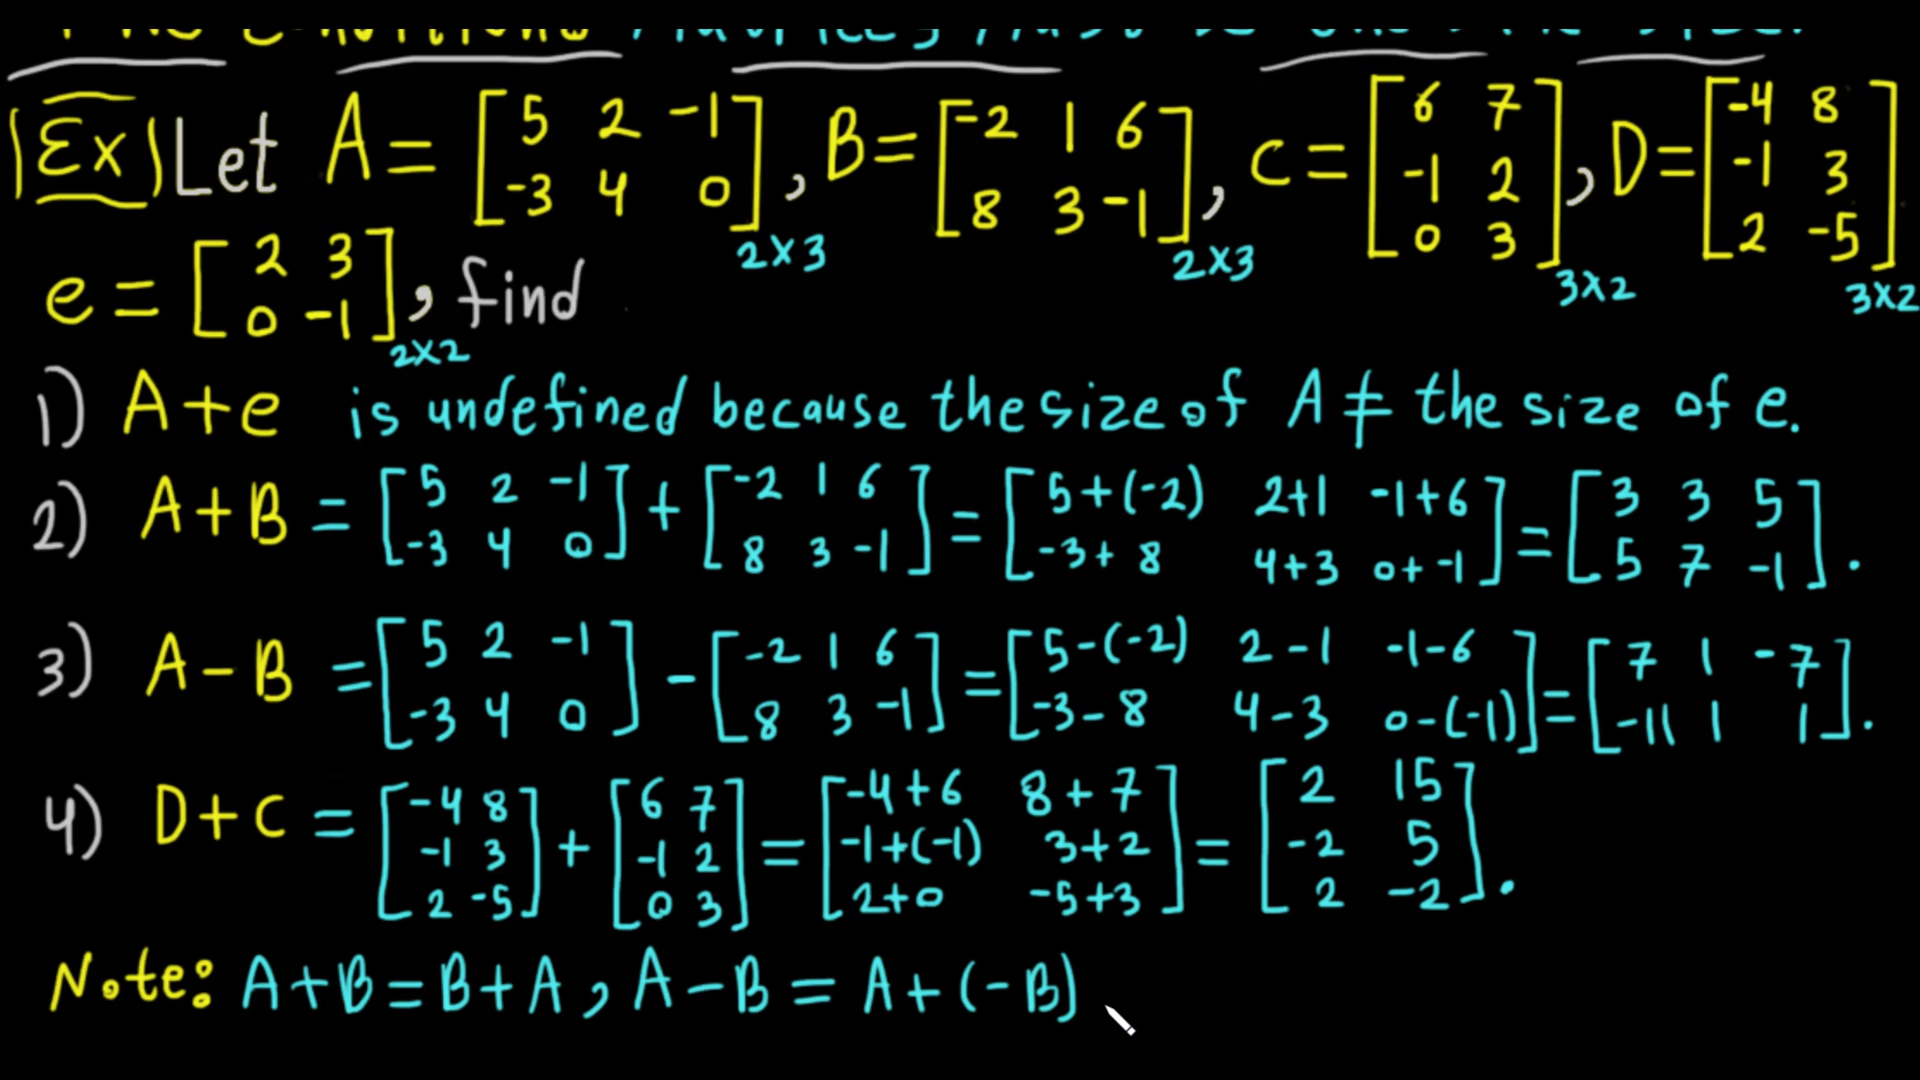 (Ex) Let A = [5 2 -1; -3 4 0] 2x3, B = [-2 1 6; 8 3 -1] 2x3, C = [6 7; -1 2; 0 3] 3x2, D = [-4 8; -1 3; 2 -5] 3x2
e = [2 3; 0 -1] 2x2, find
1) A+e is undefined because the size of A ≠ the size of e.
2) A+B = [5 2 -1; -3 4 0] + [-2 1 6; 8 3 -1] = [5+(-2) 2+1 -1+6; -3+8 4+3 0+-1] = [3 3 5; 5 7 -1].
3) A-B = [5 2 -1; -3 4 0] - [-2 1 6; 8 3 -1] = [5-(-2) 2-1 -1-6; -3-8 4-3 0-(-1)] = [7 1 -7; -11 1 1].
4) D+C = [-4 8; -1 3; 2 -5] + [6 7; -1 2; 0 3] = [-4+6 8+7; -1+(-1) 3+2; 2+0 -5+3] = [2 15; -2 5; 2 -2].
Note: A+B=B+A, A-B = A+(-B)